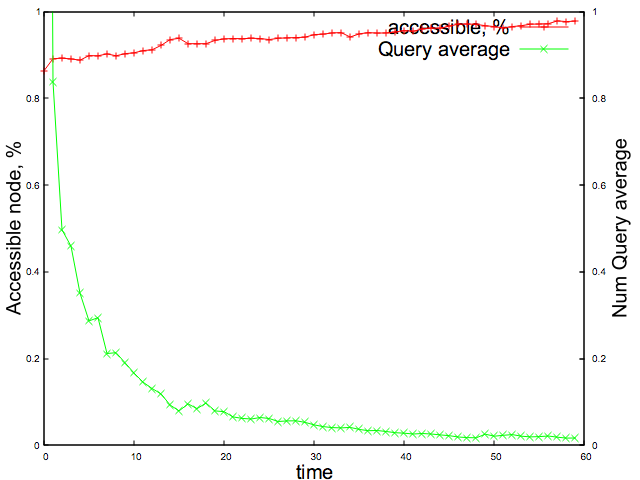 accessible, %
Query average
1
0.8
0.6
0.4
0.2
0
1
0.8
0.6
0.4
0.2
0
0 10 20 30 40 50 60
time
Accessible node, %
Num Query average